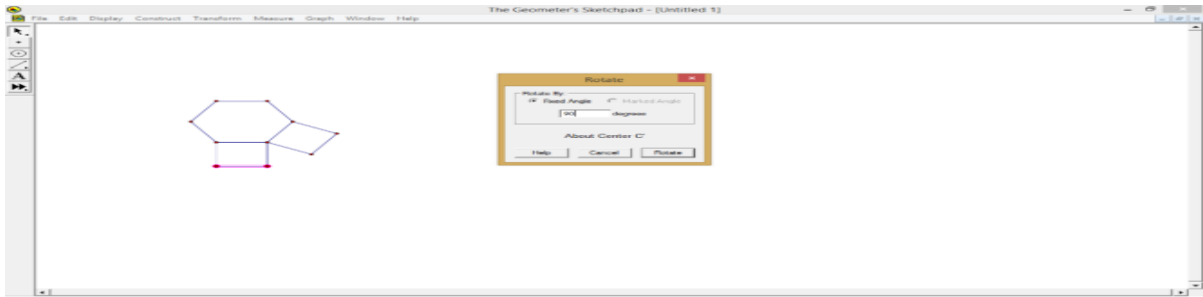 The Geometer's Sketchpad - [Untitled 1]
File Edit Display Construct Transform Measure Graph Window Help
A
Rotate
Rotate By
Fixed Angle Marked Angle
90 degrees
About Center C'
Help Cancel Rotate